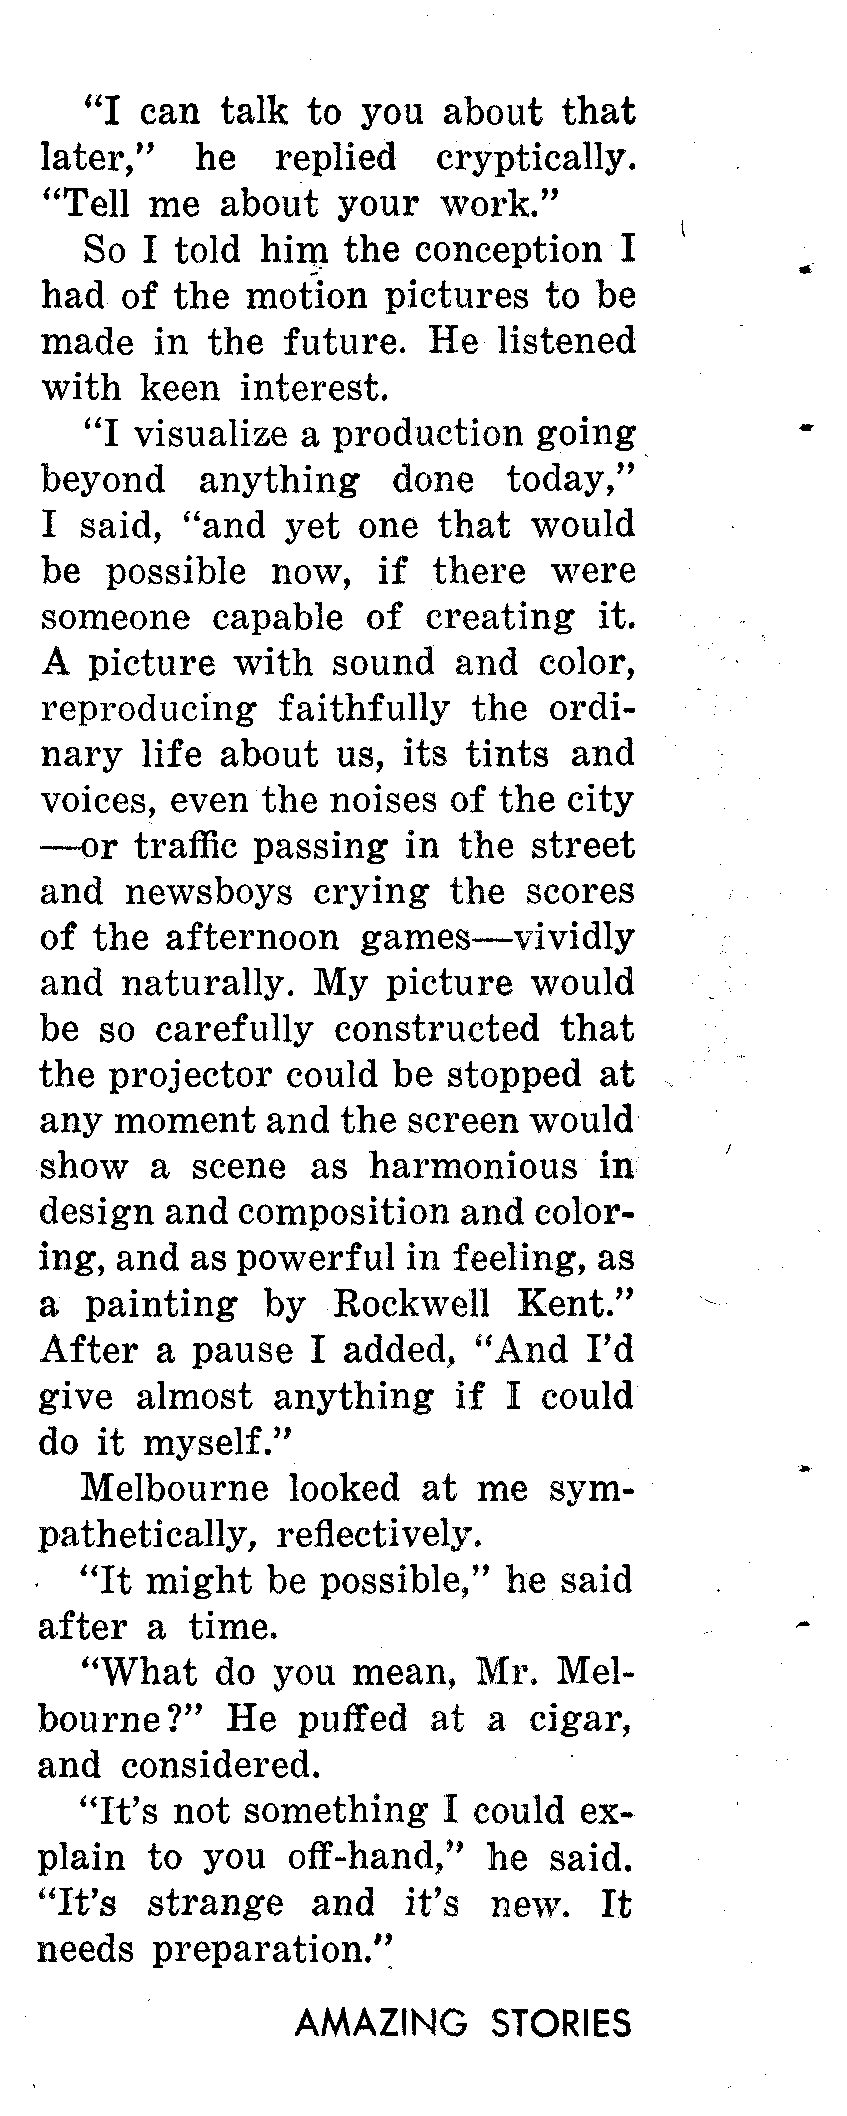 “I can talk to you about that
later,” he replied cryptically.
“Tell me about your work.”
So I told him the conception I
had of the motion pictures to be
made in the future. He listened
with keen interest.
“I visualize a production going
beyond anything done today,”
I said, “and yet one that would
be possible now, if there were
someone capable of creating it.
A picture with sound and color,
reproducing faithfully the ordi-
nary life about us, its tints and
voices, even the noises of the city
—or traffic passing in the street
and newsboys crying the scores
of the afternoon games—vividly
and naturally. My picture would
be so carefully constructed that
the projector could be stopped at
any moment and the screen would
show a scene as harmonious in
design and composition and color-
ing, and as powerful in feeling, as
a painting by Rockwell Kent.”
After a pause I added, “And I’d
give almost anything if I could
do it myself.”
Melbourne looked at me sym-
pathetically, reflectively.
“It might be possible,” he said
after a time.
“What do you mean, Mr. Mel-
bourne?” He puffed at a cigar,
and considered.
“It’s not something I could ex-
plain to you off-hand,” he said.
“It’s strange and it’s new. It
needs preparation.”
AMAZING STORIES